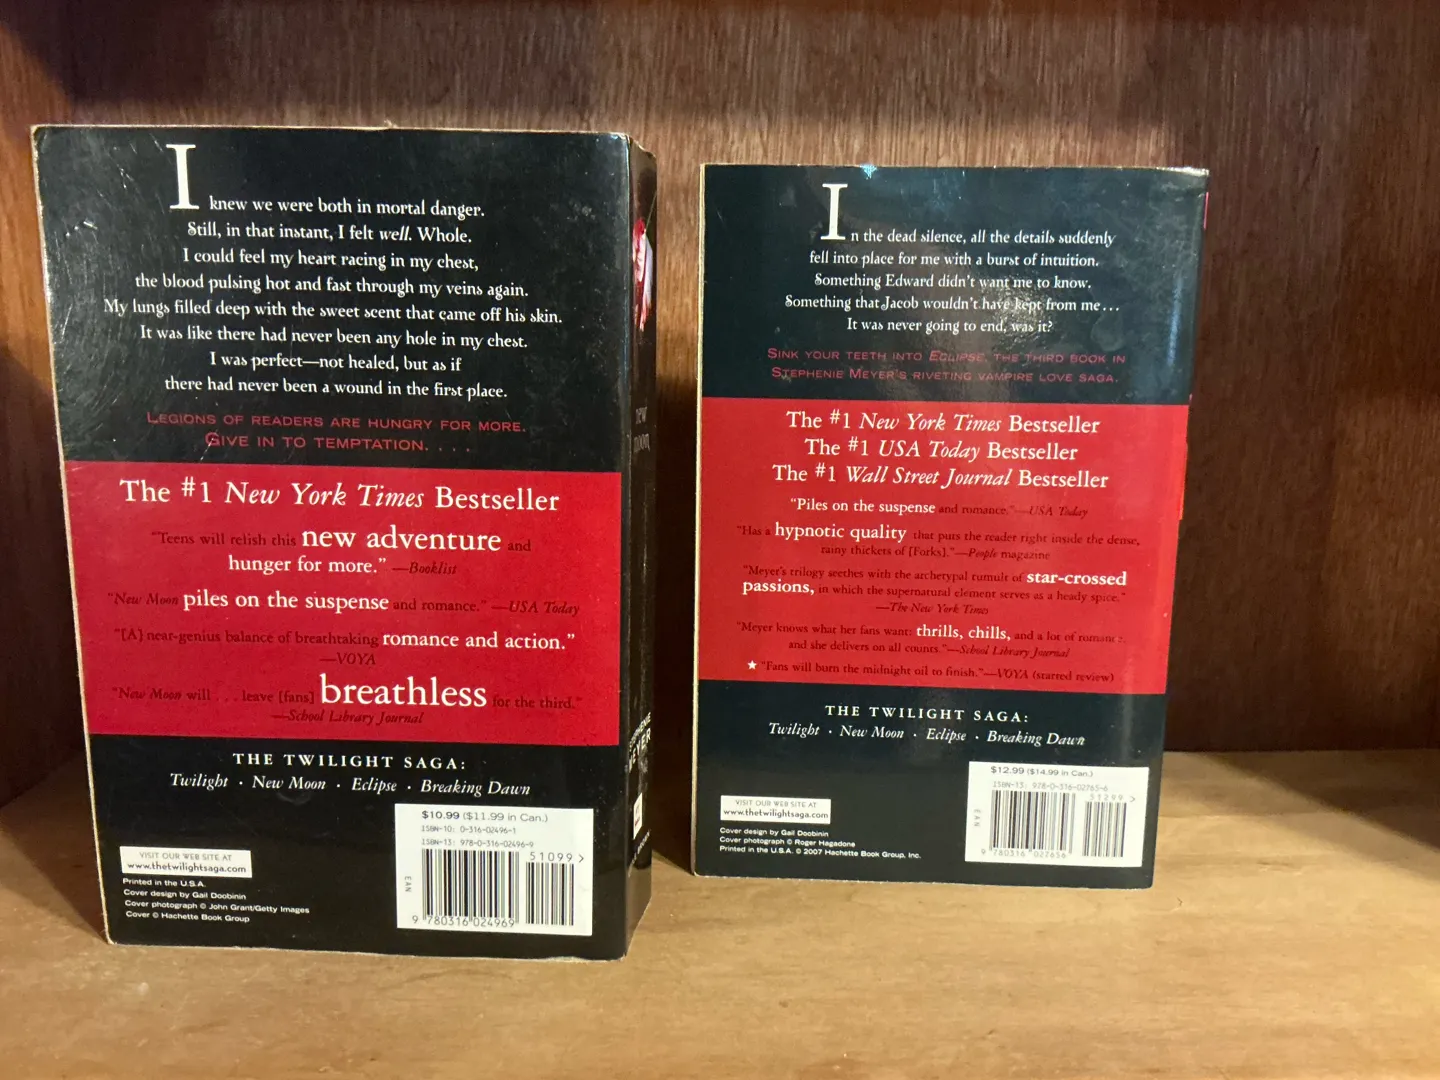 I knew we were both in mortal danger.
Still, in that instant, I felt well. Whole.
I could feel my heart racing in my chest,
the blood pulsing hot and fast through my veins again.
My lungs filled deep with the sweet scent that came off his skin.
It was like there had never been any hole in my chest.
I was perfect—not healed, but as if
there had never been a wound in the first place.
LEGIONS OF READERS ARE HUNGRY FOR MORE.
GIVE IN TO TEMPTATION. . . .
The #1 New York Times Bestseller
"Teens will relish this new adventure and
hunger for more." —Booklist
"New Moon piles on the suspense and romance." —USA Today
"[A] near-genius balance of breathtaking romance and action."
—VOYA
"New Moon will . . . leave [fans] breathless for the third."
—School Library Journal
THE TWILIGHT SAGA:
Twilight · New Moon · Eclipse · Breaking Dawn
VISIT OUR WEB SITE AT
www.thetwilightsaga.com
Printed in the U.S.A.
Cover design by Gail Doobinin
Cover photograph © John Grant/Getty Images
Cover © Hachette Book Group
$10.99 ($11.99 in Can.)
ISBN-10: 0-316-02496-1
ISBN-13: 978-0-316-02496-9
51099>
EAN
9 780316 024969
new
moon
STEPHENIE
MEYER
In the dead silence, all the details suddenly
fell into place for me with a burst of intuition.
Something Edward didn't want me to know.
Something that Jacob wouldn't have kept from me...
It was never going to end, was it?
SINK YOUR TEETH INTO ECLIPSE, THE THIRD BOOK IN
STEPHENIE MEYER'S RIVETING VAMPIRE LOVE SAGA.
The #1 New York Times Bestseller
The #1 USA Today Bestseller
The #1 Wall Street Journal Bestseller
"Piles on the suspense and romance."—USA Today
"Has a hypnotic quality that puts the reader right inside the dense,
rainy thickets of [Forks]."—People magazine
"Meyer's trilogy seethes with the archetypal tumult of star-crossed
passions, in which the supernatural element serves as a heady spice."
—The New York Times
"Meyer knows what her fans want: thrills, chills, and a lot of romance,
and she delivers on all counts."—School Library Journal
★ "Fans will burn the midnight oil to finish."—VOYA (starred review)
THE TWILIGHT SAGA:
Twilight · New Moon · Eclipse · Breaking Dawn
VISIT OUR WEB SITE AT
www.thetwilightsaga.com
Cover design by Gail Doobinin
Cover photograph © Roger Hagadone
Printed in the U.S.A. © 2007 Hachette Book Group, Inc.
$12.99 ($14.99 in Can.)
ISBN-13: 978-0-316-02765-6
51299>
EAN
9 780316 027656